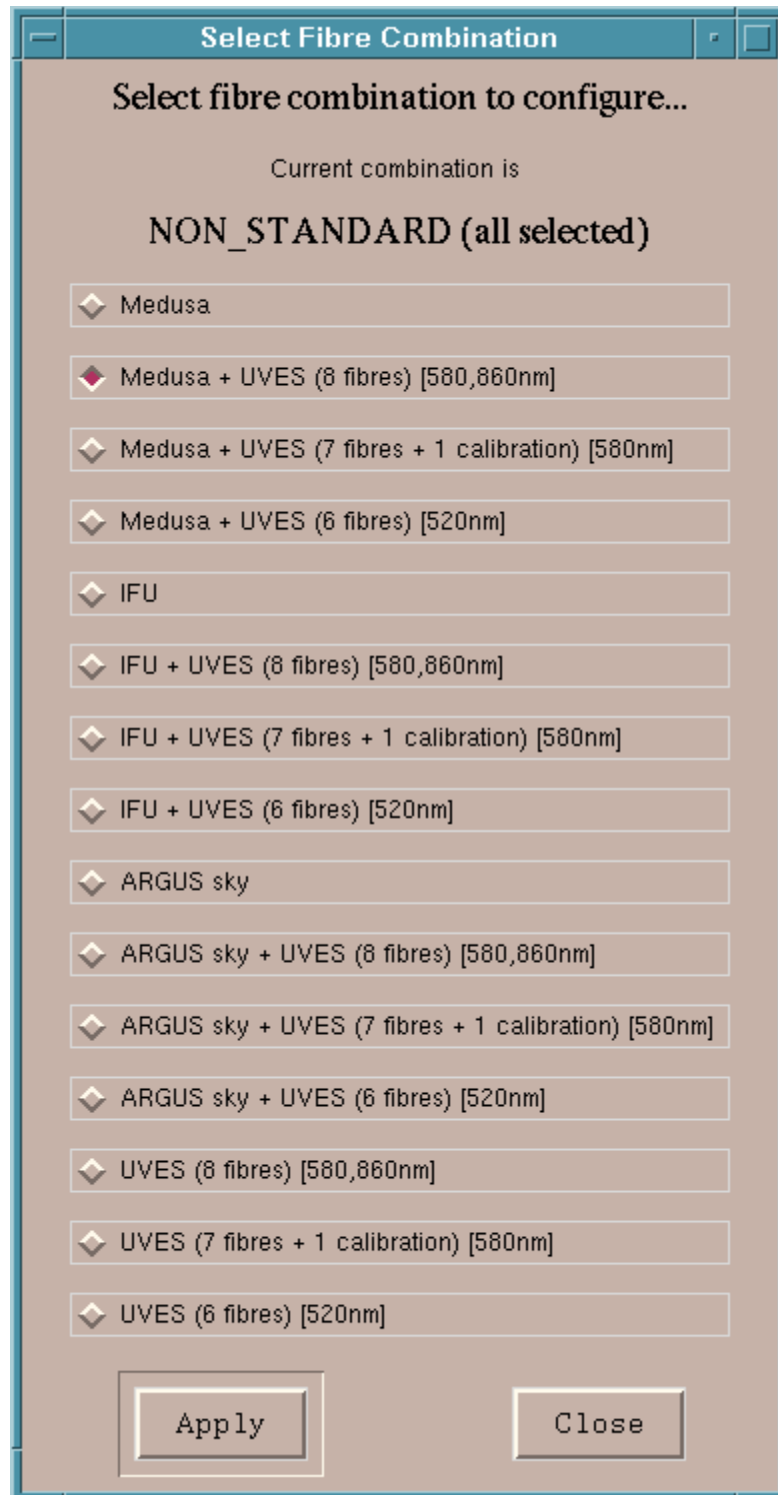 Select Fibre Combination
Select fibre combination to configure...
Current combination is
NON_STANDARD (all selected)
Medusa
Medusa + UVES (8 fibres) [580,860nm]
Medusa + UVES (7 fibres + 1 calibration) [580nm]
Medusa + UVES (6 fibres) [520nm]
IFU
IFU + UVES (8 fibres) [580,860nm]
IFU + UVES (7 fibres + 1 calibration) [580nm]
IFU + UVES (6 fibres) [520nm]
ARGUS sky
ARGUS sky + UVES (8 fibres) [580,860nm]
ARGUS sky + UVES (7 fibres + 1 calibration) [580nm]
ARGUS sky + UVES (6 fibres) [520nm]
UVES (8 fibres) [580,860nm]
UVES (7 fibres + 1 calibration) [580nm]
UVES (6 fibres) [520nm]
Apply Close